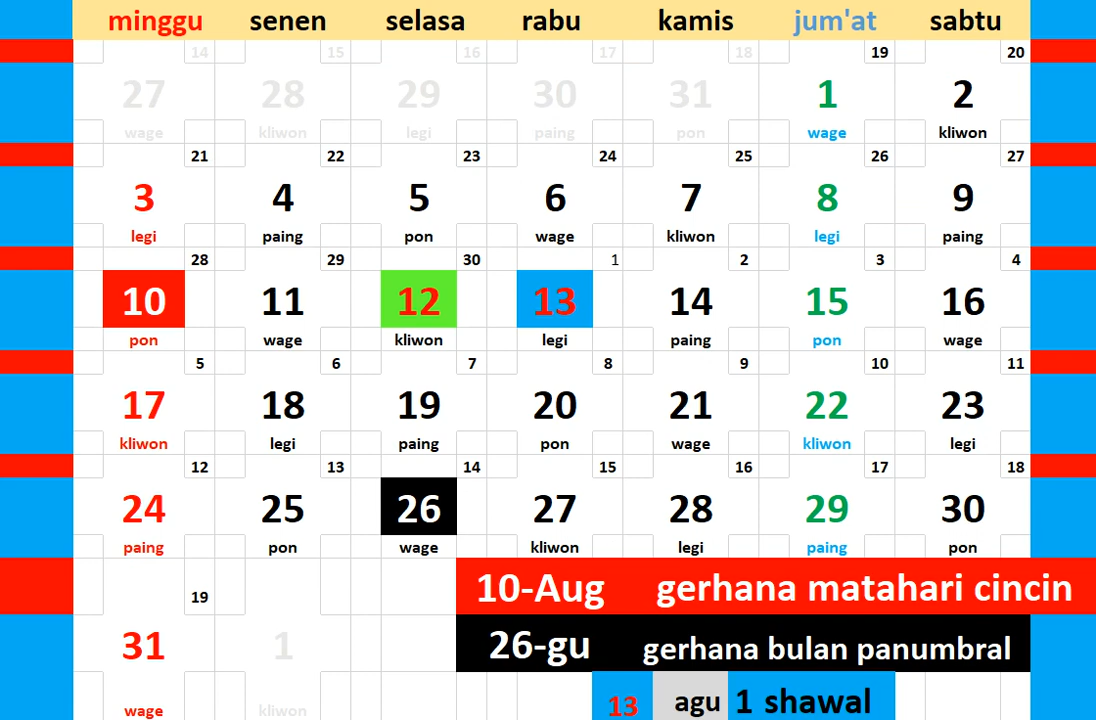 minggu senen selasa rabu kamis jum'at sabtu
14 15 16 17 18 19 20
27 28 29 30 31 1 2
wage kliwon legi paing pon wage kliwon
21 22 23 24 25 26 27
3 4 5 6 7 8 9
legi paing pon wage kliwon legi paing
28 29 30 1 2 3 4
10 11 12 13 14 15 16
pon wage kliwon legi paing pon wage
5 6 7 8 9 10 11
17 18 19 20 21 22 23
kliwon legi paing pon wage kliwon legi
12 13 14 15 16 17 18
24 25 26 27 28 29 30
paing pon wage kliwon legi paing pon
19 10-Aug gerhana matahari cincin
31 1 26-gu gerhana bulan panumbral
wage kliwon 13 agu 1 shawal